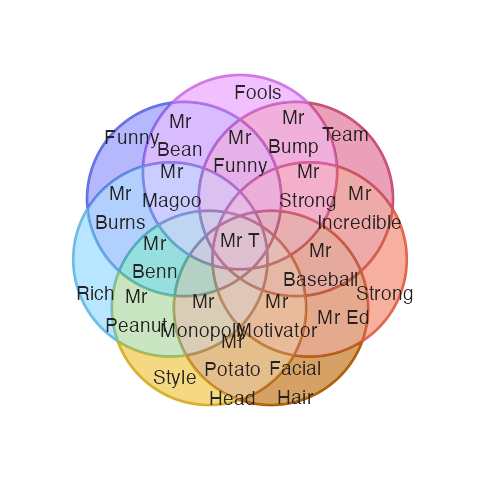 Fools
Funny
Mr
Bean
Mr
Funny
Mr
Bump
Team
Mr
Magoo
Mr
Strong
Mr
Burns
Mr
Incredible
Mr
Benn
Mr T
Mr
Baseball
Rich
Mr
Peanut
Mr
Monopoly
Mr
Motivator
Mr Ed
Strong
Mr
Potato
Head
Style
Facial
Hair